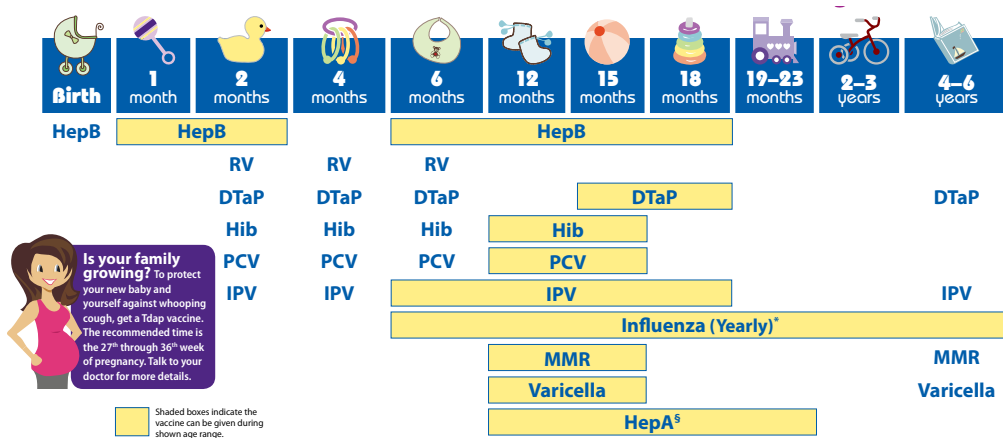 Birth
1
month
2
months
4
months
6
months
12
months
15
months
18
months
19–23
months
2–3
years
4–6
years
HepB HepB HepB
RV RV RV
DTaP DTaP DTaP DTaP DTaP
Hib Hib Hib Hib
PCV PCV PCV PCV
IPV IPV IPV IPV
Influenza (Yearly)*
MMR MMR
Varicella Varicella
HepA§
Is your family
growing? To protect
your new baby and
yourself against whooping
cough, get a Tdap vaccine.
The recommended time is
the 27th through 36th week
of pregnancy. Talk to your
doctor for more details.
Shaded boxes indicate the
vaccine can be given during
shown age range.